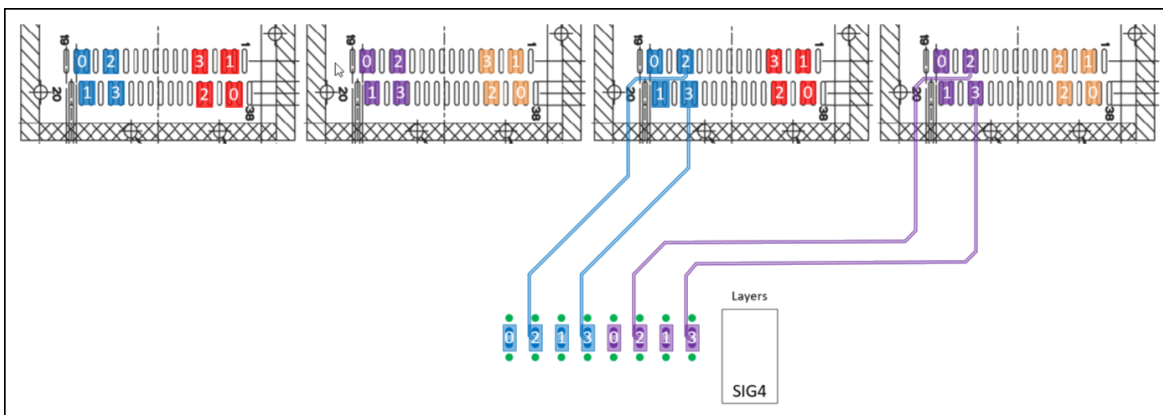 19 1 19 1 19 1 19 1
0 2 3 1 0 2 3 1 0 2 3 1 0 2 2 1
1 3 2 0 1 3 2 0 1 3 2 0 1 3 2 0
20 38 20 38 20 38 20 38
Layers
0 2 1 3 0 2 1 3
SIG4